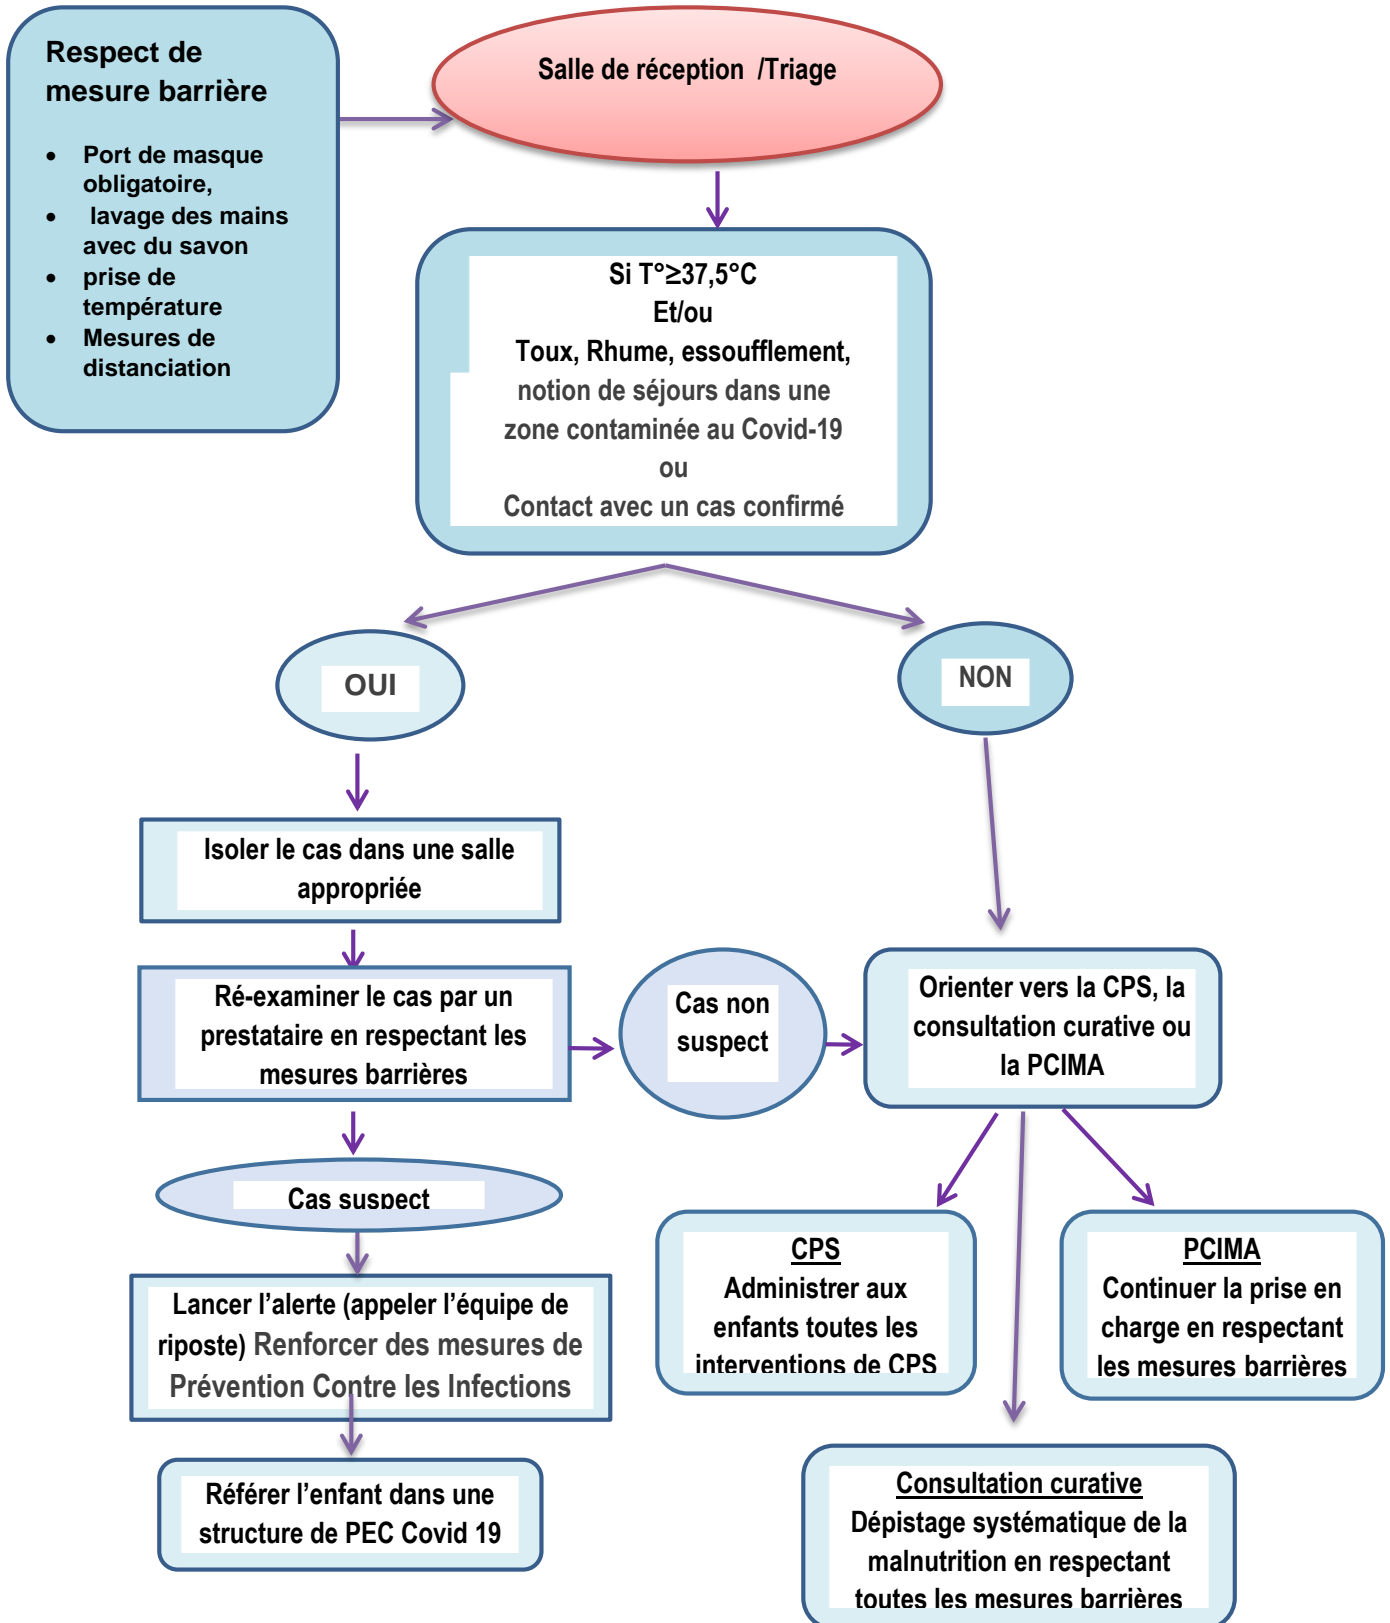 Respect de
mesure barrière
• Port de masque
obligatoire,
• lavage des mains
avec du savon
• prise de
température
• Mesures de
distanciation
Salle de réception /Triage
Si T°≥37,5°C
Et/ou
Toux, Rhume, essoufflement,
notion de séjours dans une
zone contaminée au Covid-19
ou
Contact avec un cas confirmé
OUI
NON
Isoler le cas dans une salle
appropriée
Ré-examiner le cas par un
prestataire en respectant les
mesures barrières
Cas non
suspect
Orienter vers la CPS, la
consultation curative ou
la PCIMA
Cas suspect
Lancer l’alerte (appeler l’équipe de
riposte) Renforcer des mesures de
Prévention Contre les Infections
Référer l’enfant dans une
structure de PEC Covid 19
CPS
Administrer aux
enfants toutes les
interventions de CPS
PCIMA
Continuer la prise en
charge en respectant
les mesures barrières
Consultation curative
Dépistage systématique de la
malnutrition en respectant
toutes les mesures barrières